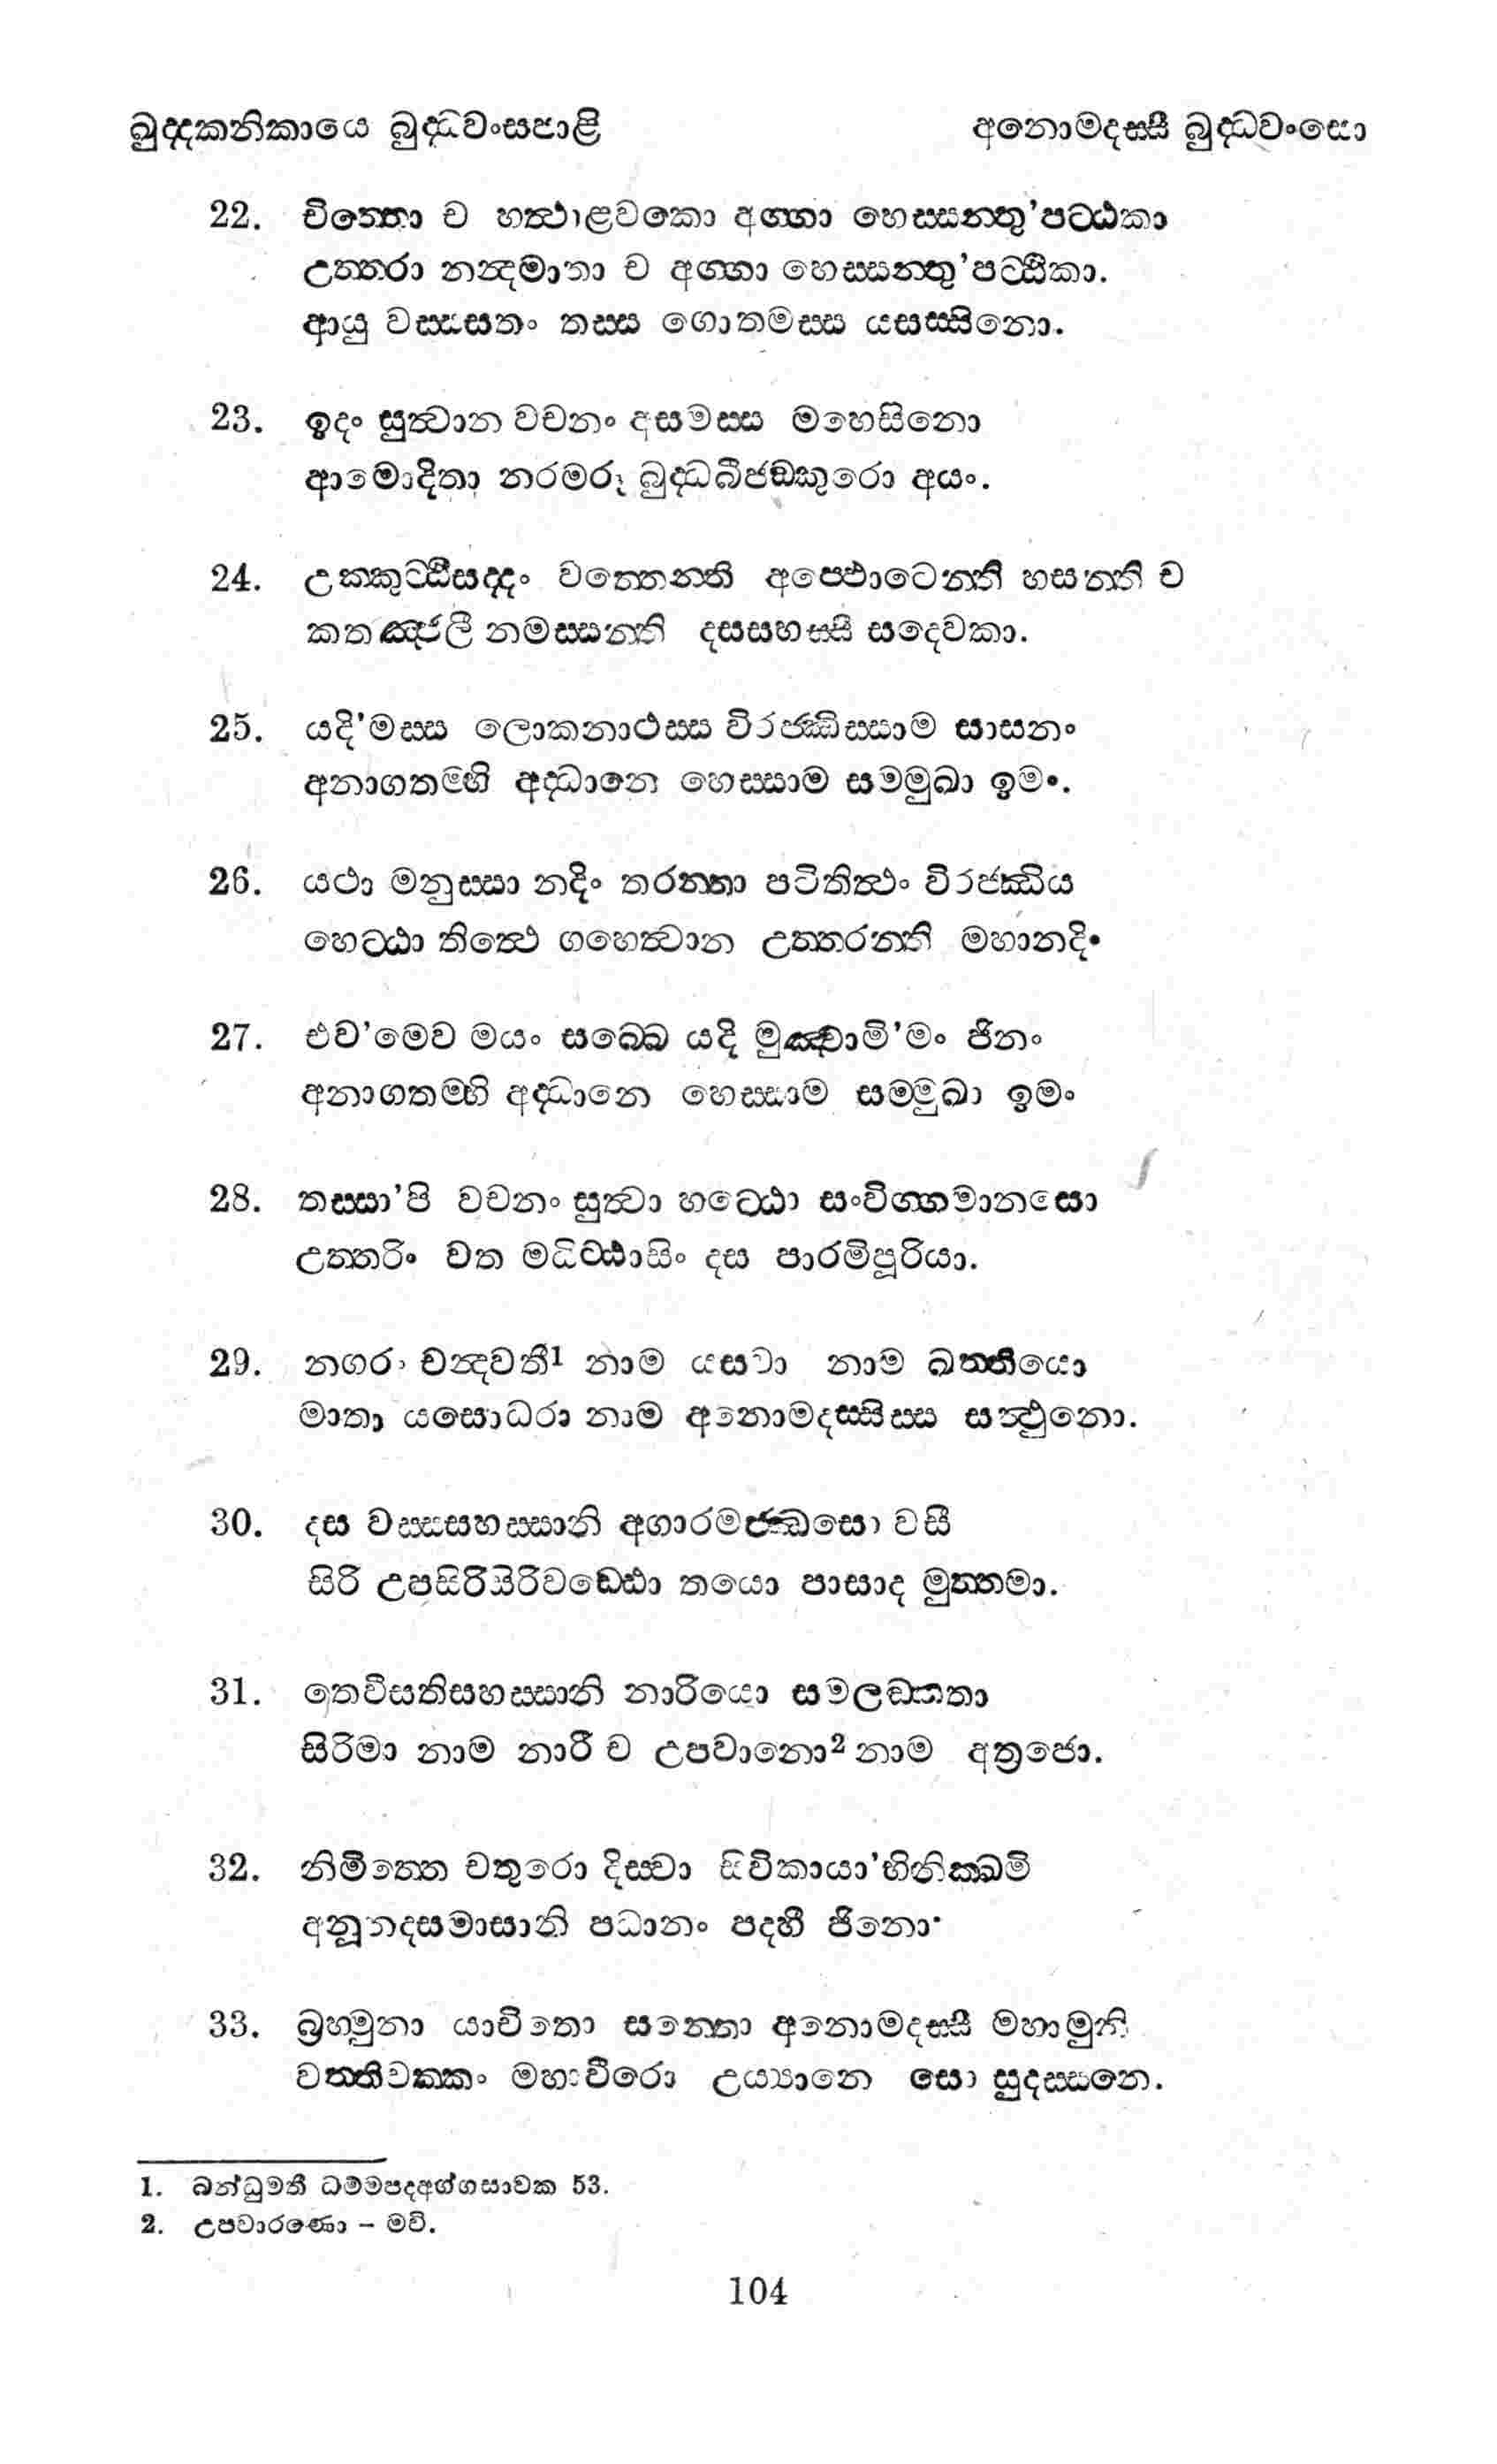 ඛුද්දකනිකායෙ බුද්ධවංසපාළි
අනොමදස්සී බුද්ධවංසො
22. චිත්තො ච හත්ථාළවකො අග්ගා හෙස්සන්තු'පට්ඨකා
උත්තරා නන්දමාතා ච අග්ගා හෙස්සන්තු'පට්ඨිකා.
ආයු වස්සසතං තස්ස ගොතමස්ස යසස්සිනො.
23. ඉදං සුත්වාන වචනං අසමස්ස මහෙසිනො
ආමොදිතා නරමරූ බුද්ධබීජඞ්කුරො අයං.
24. උක්කුට්ඨිසද්දං වත්තෙන්ති අප්ඵොටෙන්ති හසන්ති ච
කතඤ්ජලී නමස්සන්ති දසසහස්සී සදෙවකා.
25. යදි'මස්ස ලොකනාථස්ස විරජ්ඣිස්සාම සාසනං
අනාගතම්හි අද්ධානෙ හෙස්සාම සම්මුඛා ඉමං.
26. යථා මනුස්සා නදිං තරන්තා පටිතිත්ථං විරජ්ඣිය
හෙට්ඨා තිත්ථෙ ගහෙත්වාන උත්තරන්ති මහානදිං
27. එව'මෙව මයං සබ්බෙ යදි මුඤ්චාමි'මං ජිනං
අනාගතම්හි අද්ධානෙ හෙස්සාම සම්මුඛා ඉමං
28. තස්සා'පි වචනං සුත්වා හට්ඨො සංවිග්ගමානසො
උත්තරිං වත මධිට්ඨාසිං දස පාරමිපූරියා.
29. නගරං චන්දවතී1 නාම යසවා නාම ඛත්තියො
මාතා යසොධරා නාම අනොමදස්සිස්ස සත්ථුනො.
30. දස වස්සසහස්සානි අගාරමජ්ඣසො වසී
සිරි උපසිරිසිරිවඩ්ඪො තයො පාසාද මුත්තමා.
31. තෙවීසතිසහස්සානි නාරියො සමලඞ්කතා
සිරිමා නාම නාරී ච උපවානො2 නාම අත්‍රජො.
32. නිමිත්තෙ චතුරො දිස්වා සිවිකායා'භිනික්ඛමි
අනූනදසමාසානි පධානං පදහී ජිනො.
33. බ්‍රහ්මුනා යාචිතො සන්තො අනොමදස්සී මහාමුනි
වත්තිචක්කං මහාවීරො උය්‍යානෙ සො සුදස්සනෙ.
1. බන්ධුමතී ධම්මපදඅග්ගසාවක 53.
2. උපවාරණො - මවි.
104